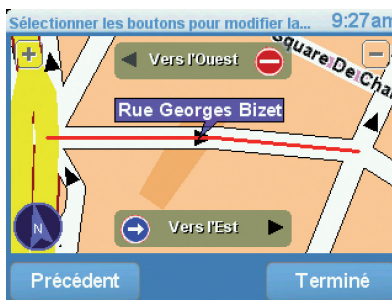 Sélectionner les boutons pour modifier la... 9:27am
Vers l'Ouest
Square De Cha
Rue Georges Bizet
N
Vers l'Est
Précédent Terminé